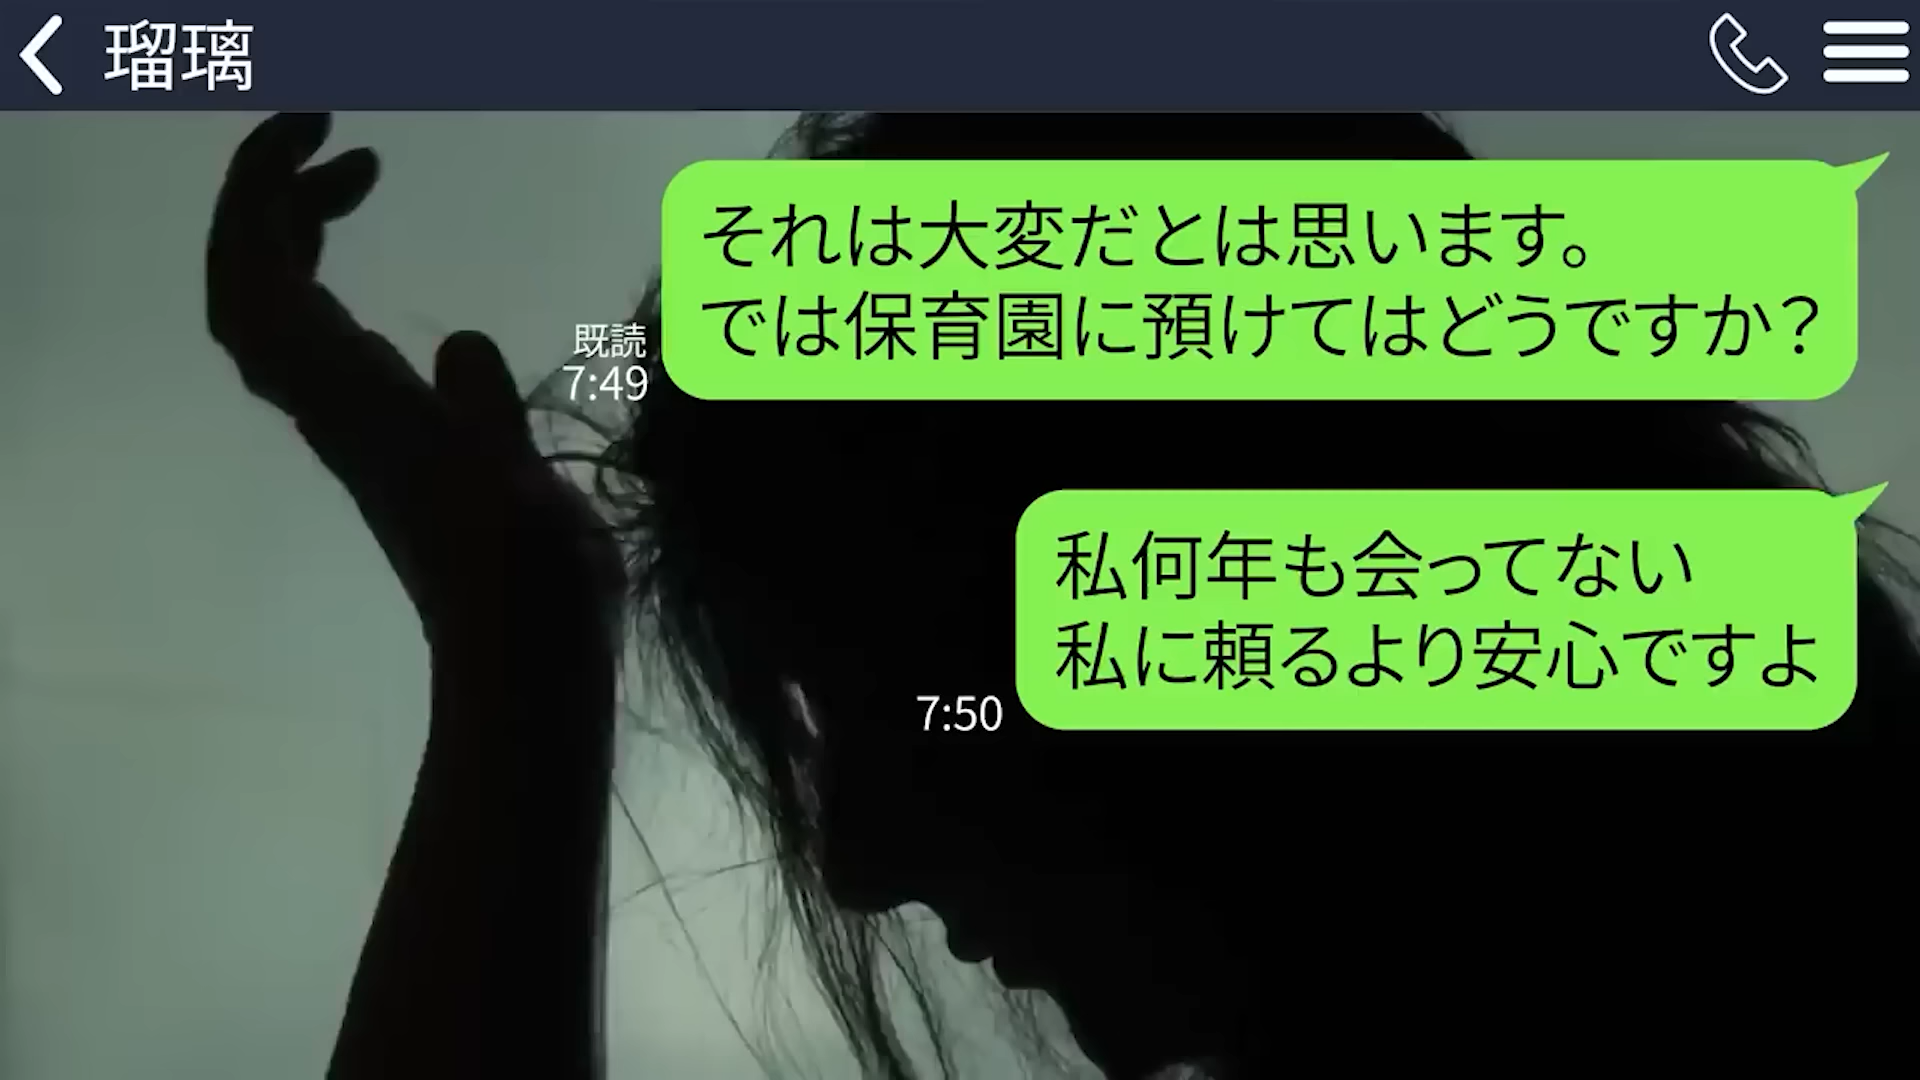 瑠璃
それは大変だとは思います。
では保育園に預けてはどうですか？
既読
7:49
私何年も会ってない
私に頼るより安心ですよ
7:50